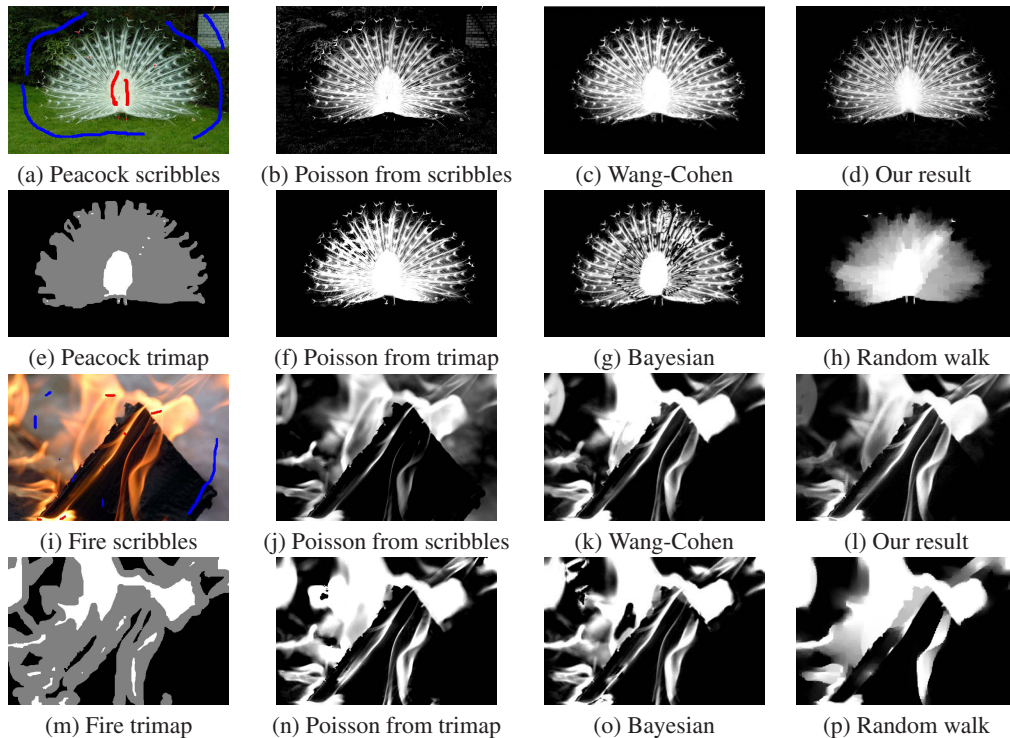 (a) Peacock scribbles
(b) Poisson from scribbles
(c) Wang-Cohen
(d) Our result
(e) Peacock trimap
(f) Poisson from trimap
(g) Bayesian
(h) Random walk
(i) Fire scribbles
(j) Poisson from scribbles
(k) Wang-Cohen
(l) Our result
(m) Fire trimap
(n) Poisson from trimap
(o) Bayesian
(p) Random walk